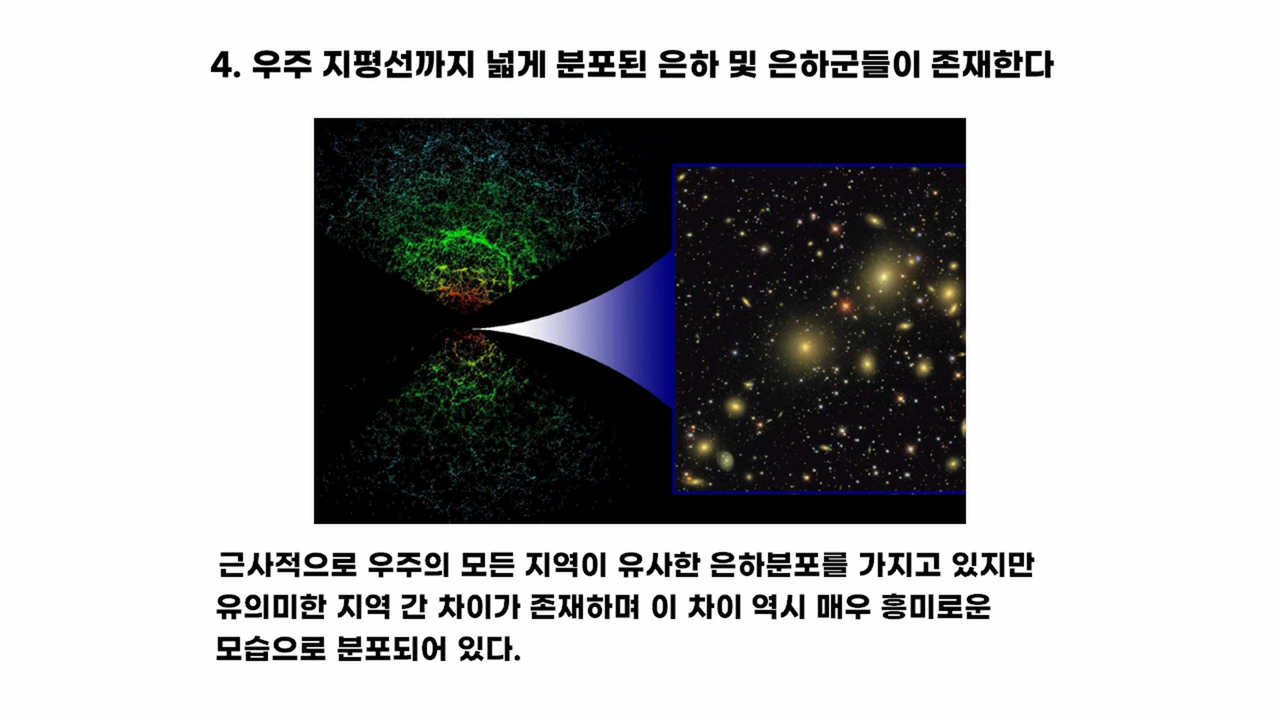 4. 우주 지평선까지 넓게 분포된 은하 및 은하군들이 존재한다
근사적으로 우주의 모든 지역이 유사한 은하분포를 가지고 있지만
유의미한 지역 간 차이가 존재하며 이 차이 역시 매우 흥미로운
모습으로 분포되어 있다.